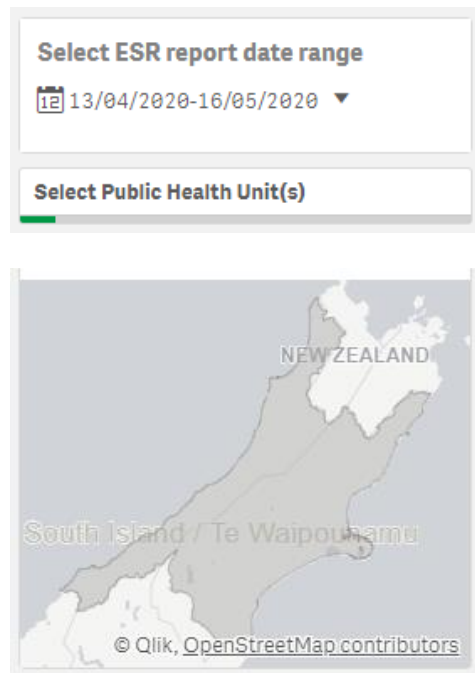 Select ESR report date range
12 13/04/2020-16/05/2020
Select Public Health Unit(s)
NEW ZEALAND
South Island / Te Waipounamu
© Qlik, OpenStreetMap contributors